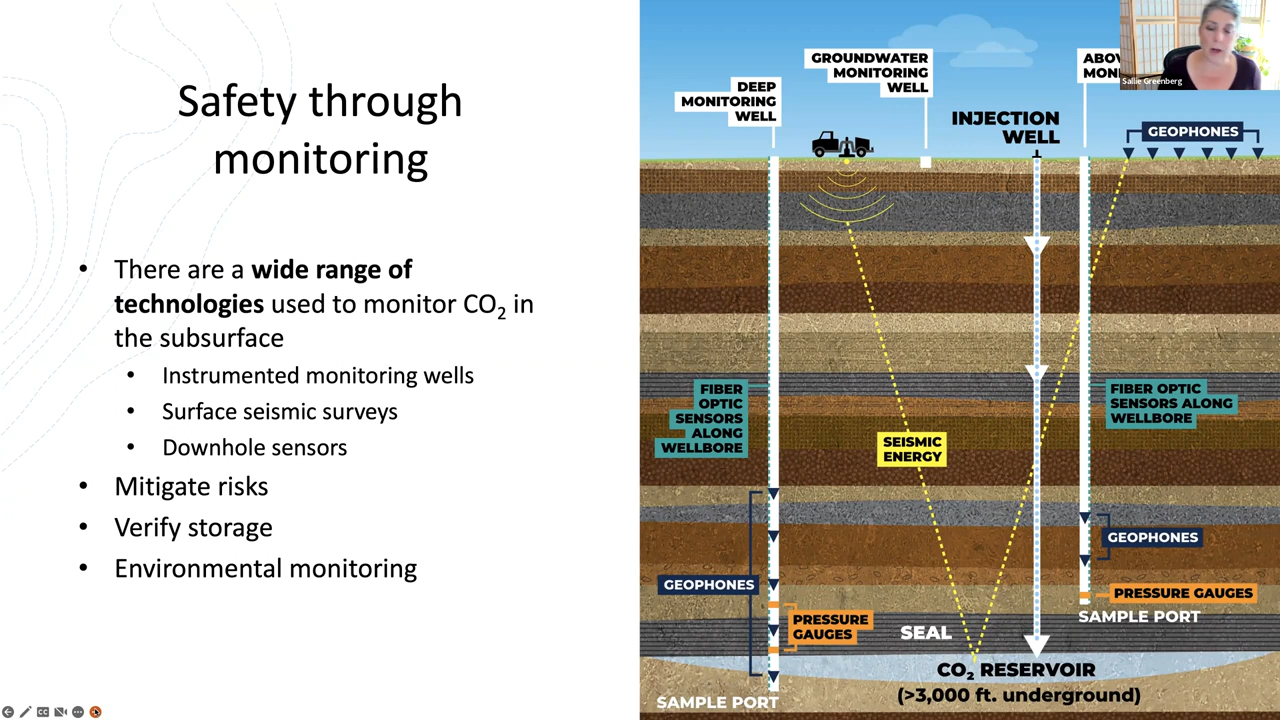 Safety through
monitoring
• There are a wide range of
technologies used to monitor CO₂ in
the subsurface
• Instrumented monitoring wells
• Surface seismic surveys
• Downhole sensors
• Mitigate risks
• Verify storage
• Environmental monitoring
DEEP
MONITORING
WELL
GROUNDWATER
MONITORING
WELL
INJECTION
WELL
Sallie Greenberg
GEOPHONES
FIBER
OPTIC
SENSORS
ALONG
WELLBORE
SEISMIC
ENERGY
FIBER OPTIC
SENSORS ALONG
WELLBORE
GEOPHONES
GEOPHONES
PRESSURE
GAUGES
PRESSURE GAUGES
SAMPLE PORT
SEAL
CO₂ RESERVOIR
(>3,000 ft. underground)
SAMPLE PORT